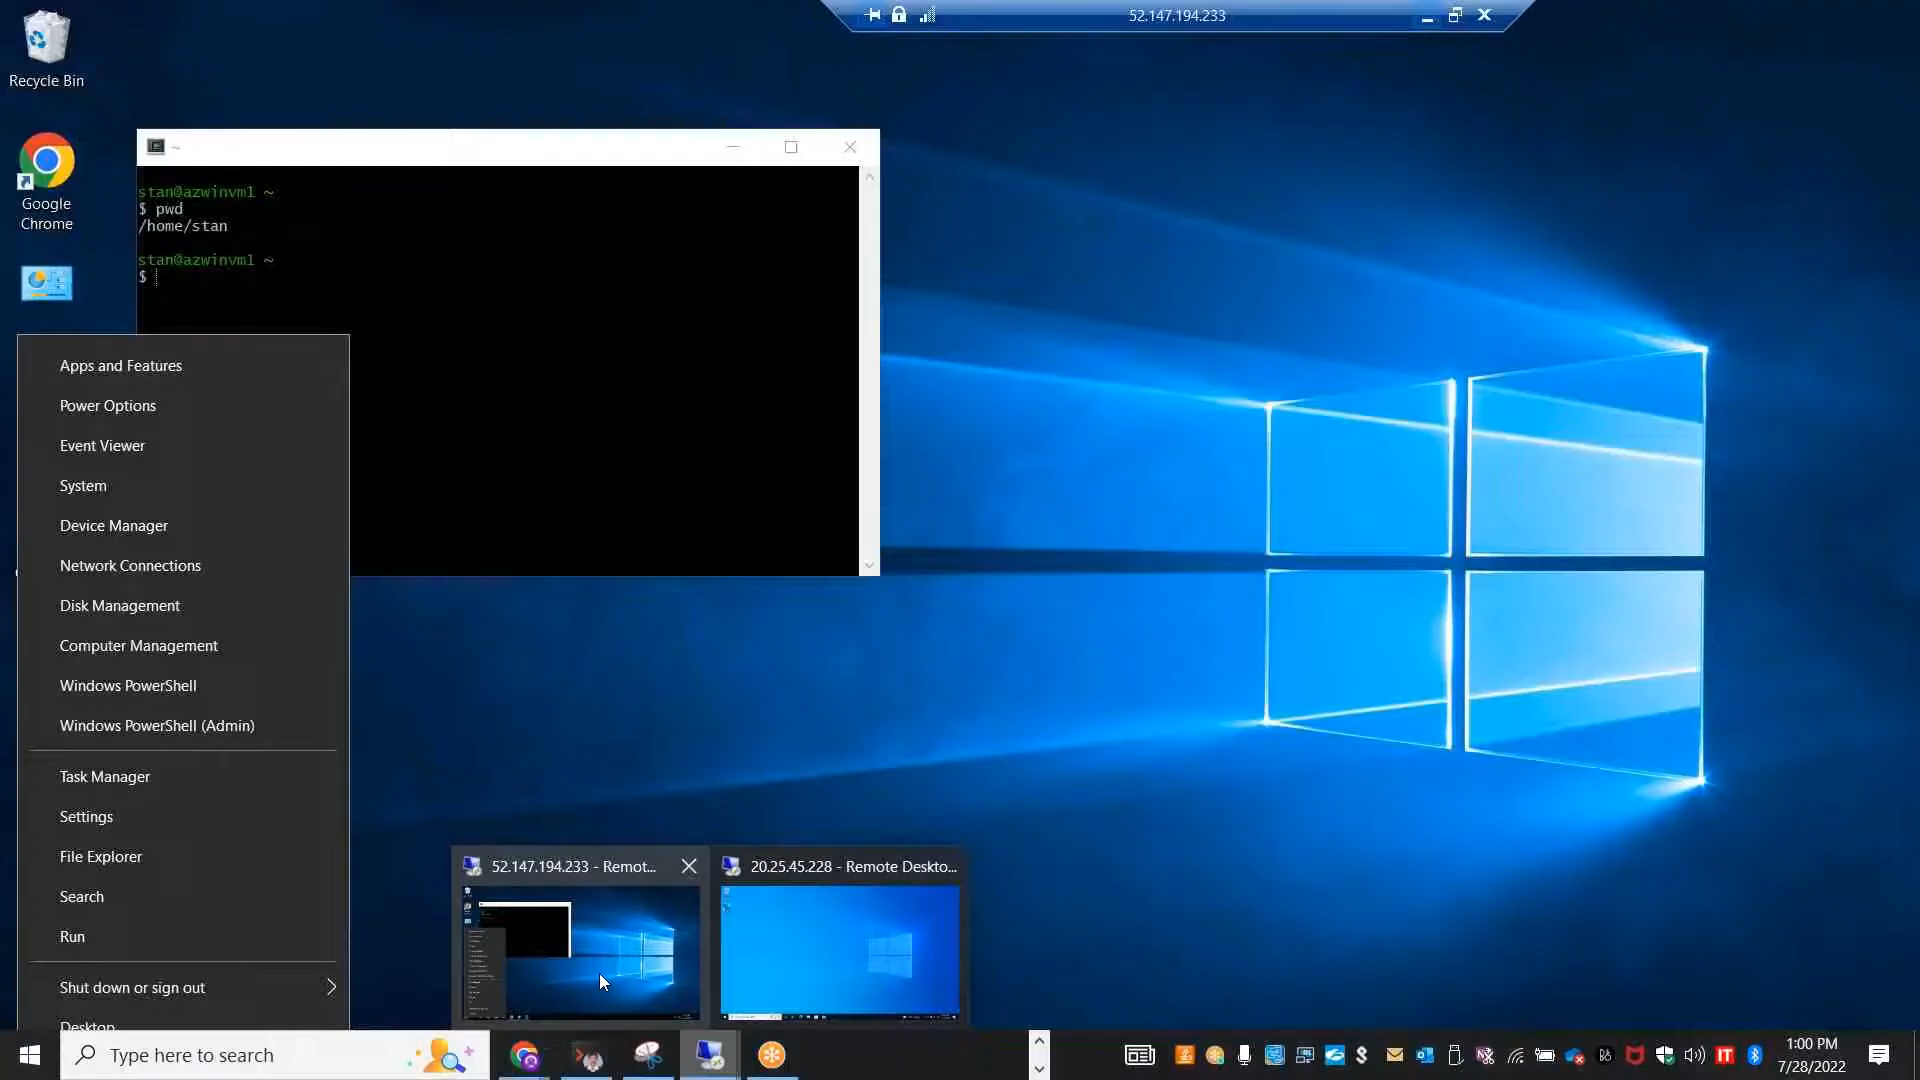 52.147.194.233
Recycle Bin
Google
Chrome
~
stan@azwinvm1 ~
$ pwd
/home/stan
stan@azwinvm1 ~
$
Apps and Features
Power Options
Event Viewer
System
Device Manager
Network Connections
Disk Management
Computer Management
Windows PowerShell
Windows PowerShell (Admin)
Task Manager
Settings
File Explorer
Search
Run
Shut down or sign out
Desktop
52.147.194.233 - Remot...
20.25.45.228 - Remote Deskto...
Type here to search
IT
1:00 PM
7/28/2022